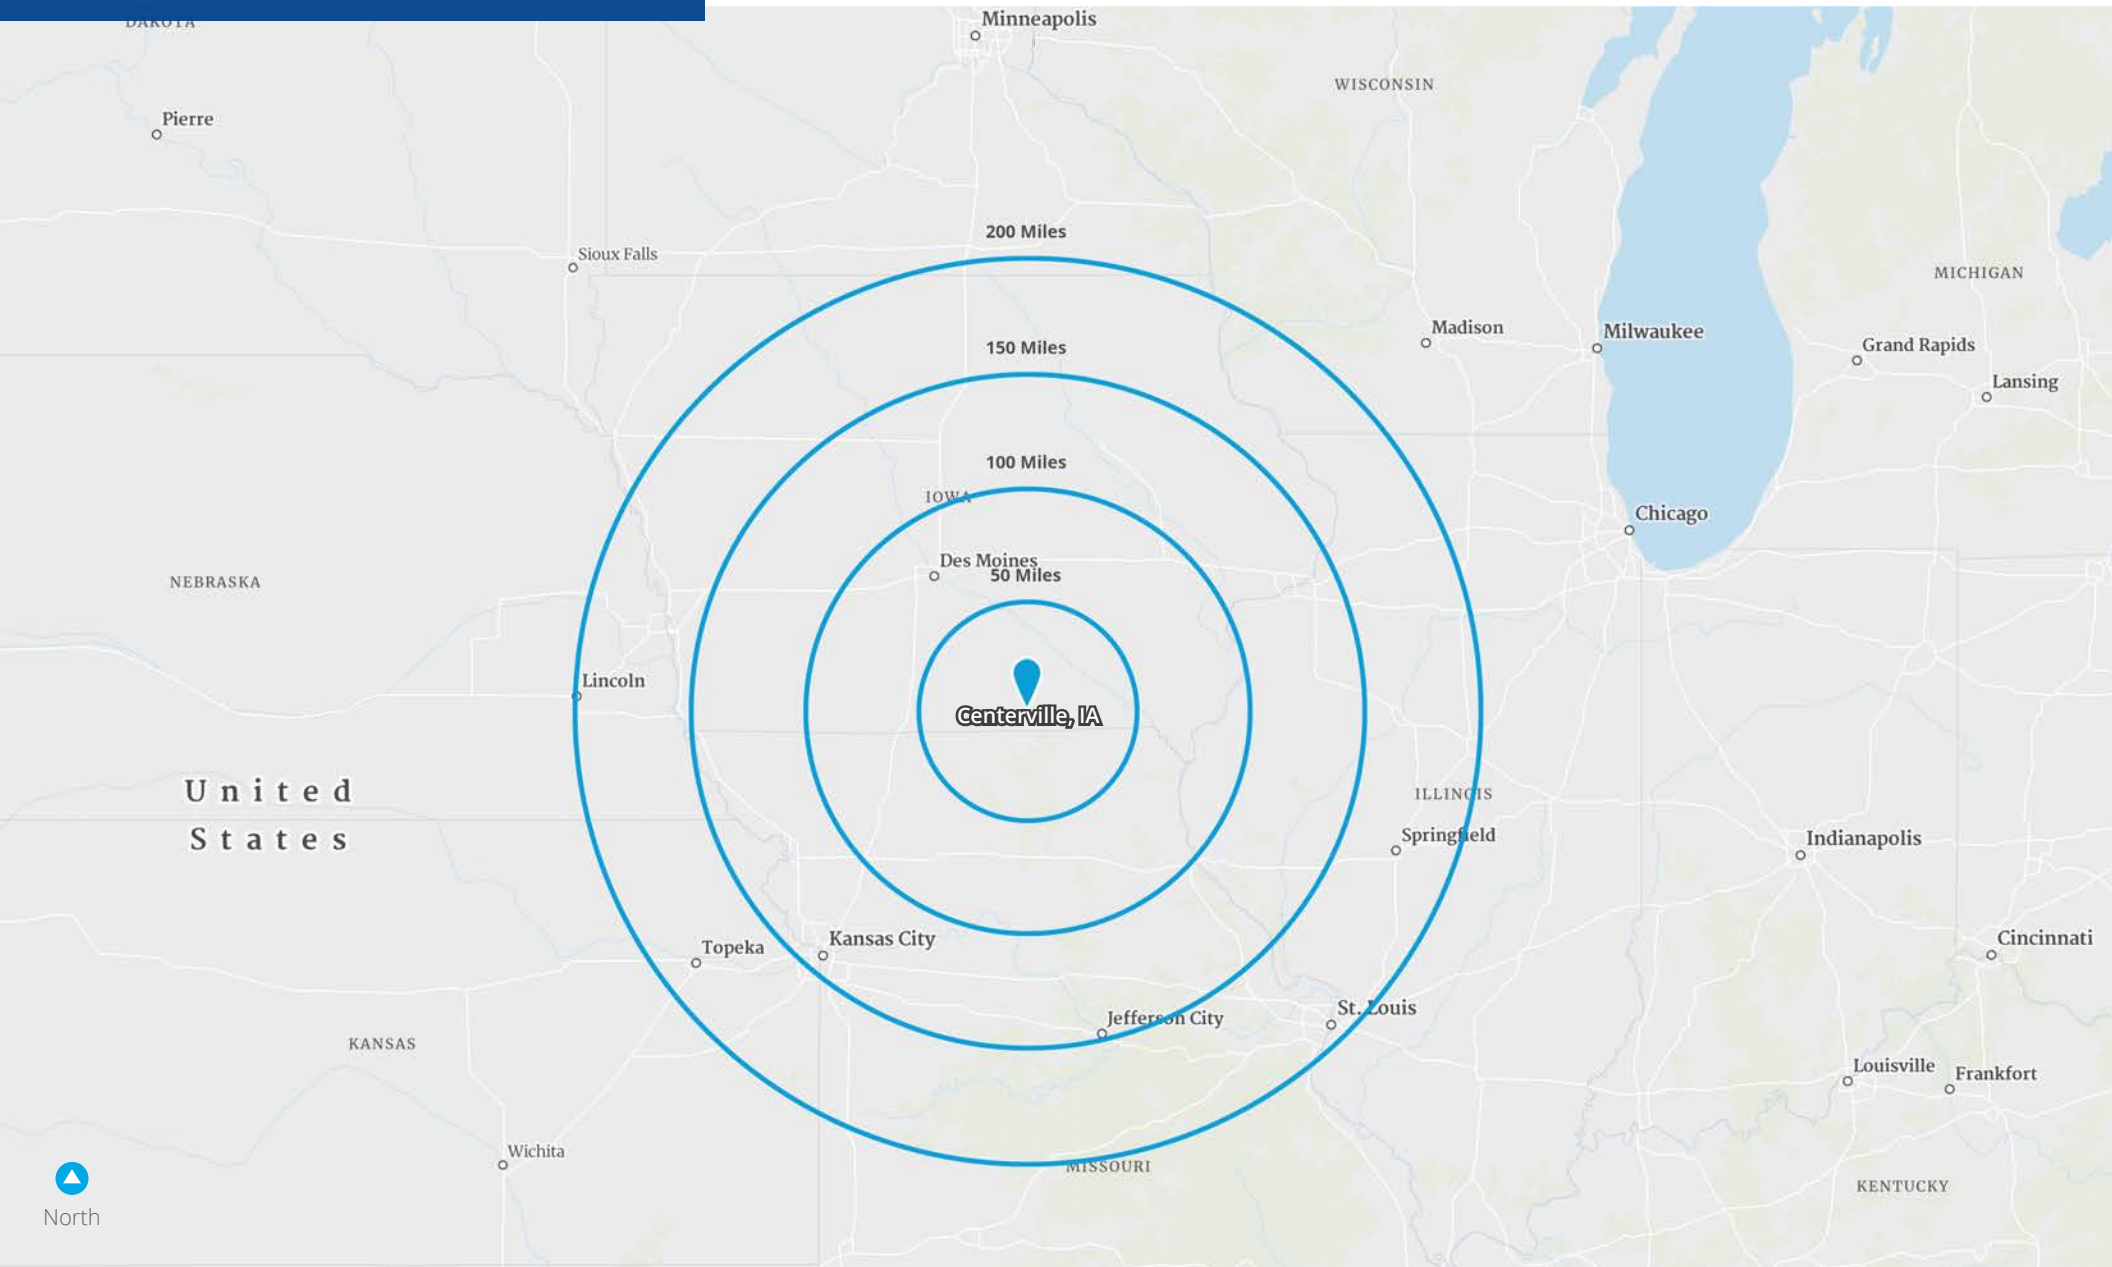 DAKOTA
Minneapolis
WISCONSIN
Pierre
200 Miles
Sioux Falls
MICHIGAN
Madison
Milwaukee
150 Miles
Grand Rapids
Lansing
100 Miles
IOWA
Chicago
Des Moines
50 Miles
NEBRASKA
Lincoln
Centerville, IA
United
States
ILLINOIS
Springfield
Indianapolis
Kansas City
Topeka
Cincinnati
St. Louis
Jefferson City
KANSAS
Louisville
Frankfort
Wichita
MISSOURI
KENTUCKY
North